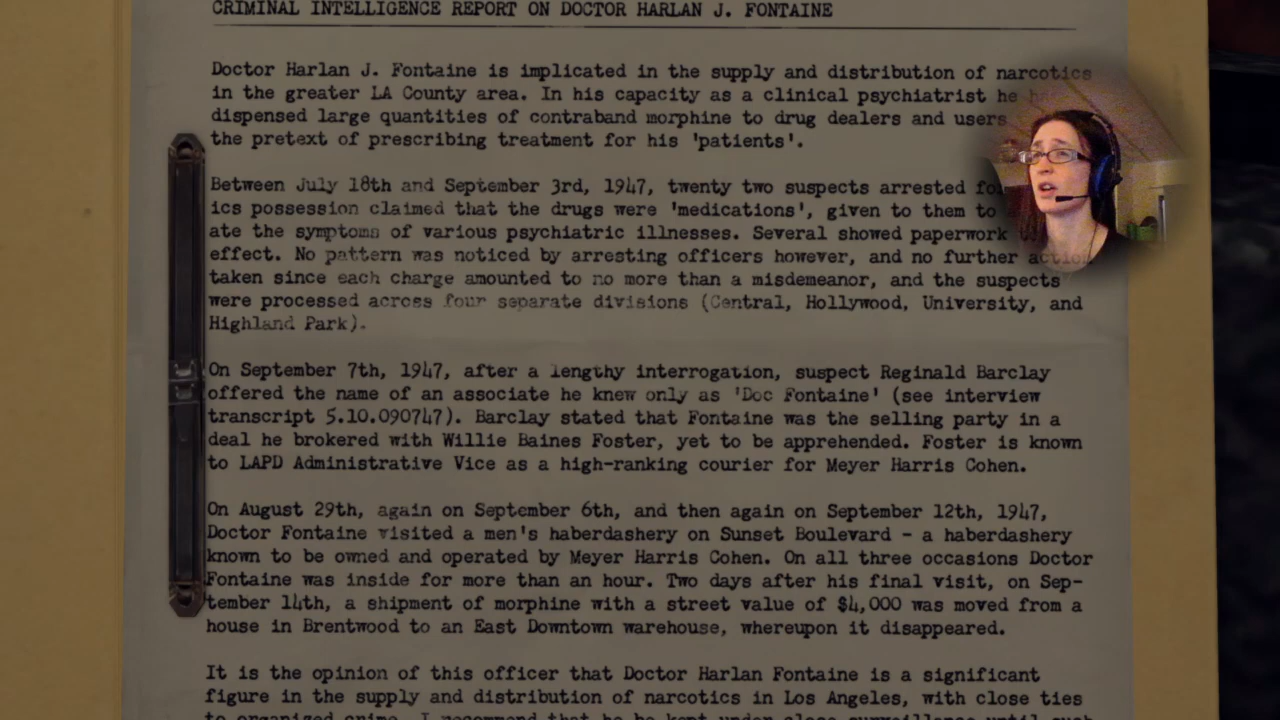 CRIMINAL INTELLIGENCE REPORT ON DOCTOR HARLAN J. FONTAINE
Doctor Harlan J. Fontaine is implicated in the supply and distribution of narcotics
in the greater LA County area. In his capacity as a clinical psychiatrist he
dispensed large quantities of contraband morphine to drug dealers and users
the pretext of prescribing treatment for his 'patients'.
Between July 18th and September 3rd, 1947, twenty two suspects arrested
ics possession claimed that the drugs were 'medications', given to them to
ate the symptoms of various psychiatric illnesses. Several showed paperwork
effect. No pattern was noticed by arresting officers however, and no further action
taken since each charge amounted to no more than a misdemeanor, and the suspects
were processed across four separate divisions (Central, Hollywood, University, and
Highland Park).
On September 7th, 1947, after a lengthy interrogation, suspect Reginald Barclay
offered the name of an associate he knew only as 'Doc Fontaine' (see interview
transcript 5.10.090747). Barclay stated that Fontaine was the selling party in a
deal he brokered with Willie Baines Foster, yet to be apprehended. Foster is known
to LAPD Administrative Vice as a high-ranking courier for Meyer Harris Cohen.
On August 29th, again on September 6th, and then again on September 12th, 1947,
Doctor Fontaine visited a men's haberdashery on Sunset Boulevard - a haberdashery
known to be owned and operated by Meyer Harris Cohen. On all three occasions Doctor
Fontaine was inside for more than an hour. Two days after his final visit, on Sep-
tember 14th, a shipment of morphine with a street value of $4,000 was moved from a
house in Brentwood to an East Downtown warehouse, whereupon it disappeared.
It is the opinion of this officer that Doctor Harlan Fontaine is a significant
figure in the supply and distribution of narcotics in Los Angeles, with close ties
to organized crime. I recommend that he be kept under close surveillance until such